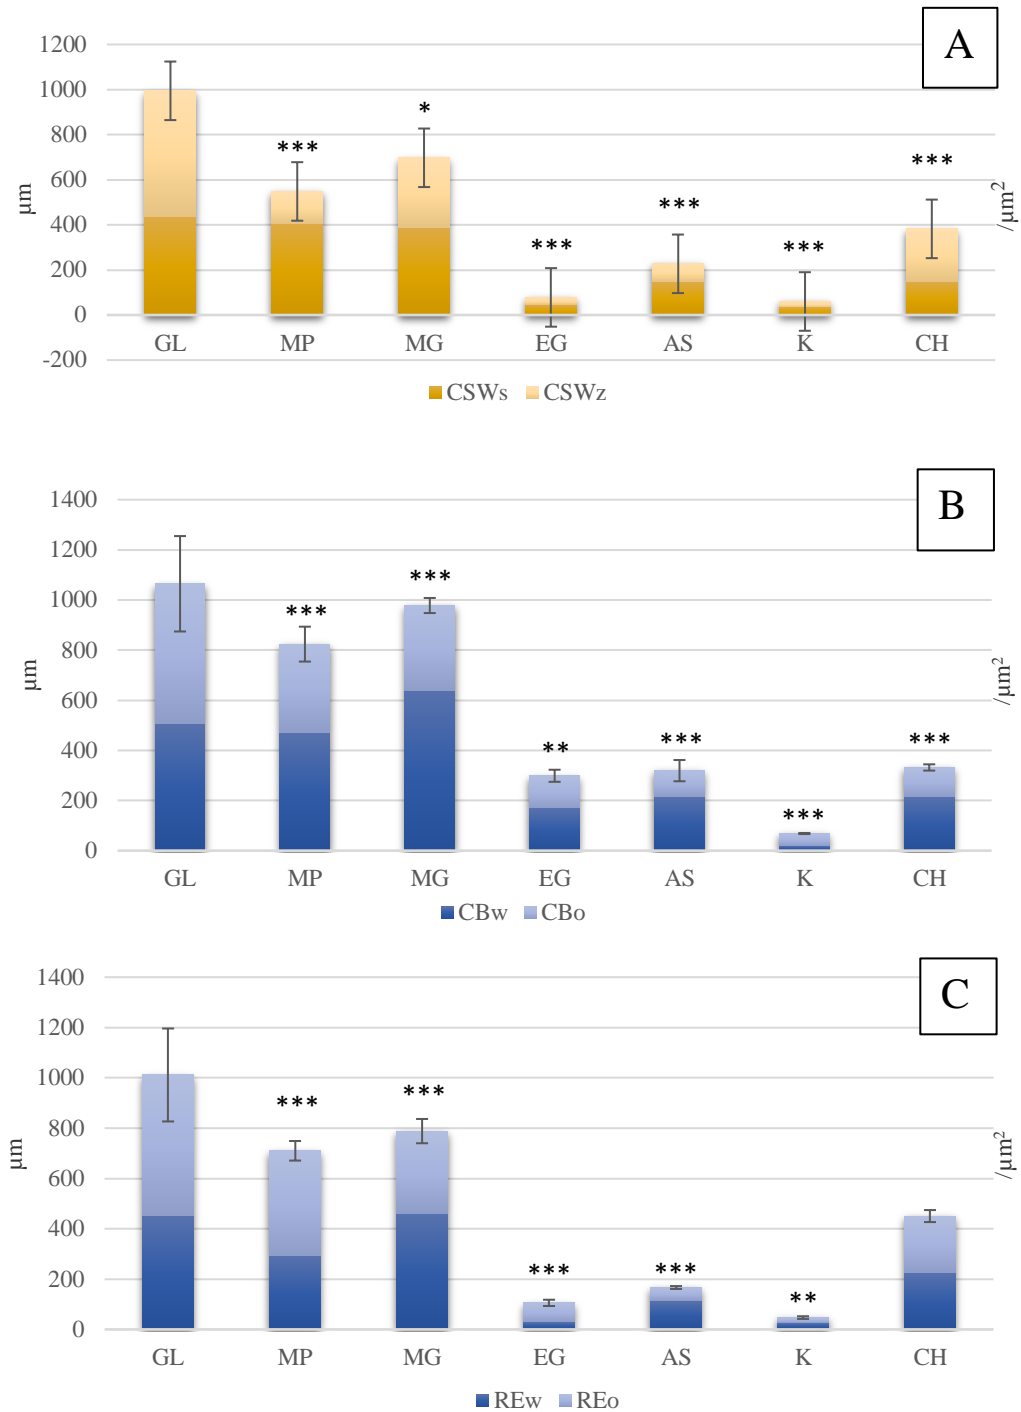 A
1200
1000
800
600
400
200
0
-200
µm
/µm²
***
*
***
***
***
***
GL MP MG EG AS K CH
CSWs CSWz
B
1400
1200
1000
800
600
400
200
0
µm
/µm²
***
***
**
***
***
***
GL MP MG EG AS K CH
CBw CBo
C
1400
1200
1000
800
600
400
200
0
µm
/µm²
***
***
***
***
**
GL MP MG EG AS K CH
REw REo